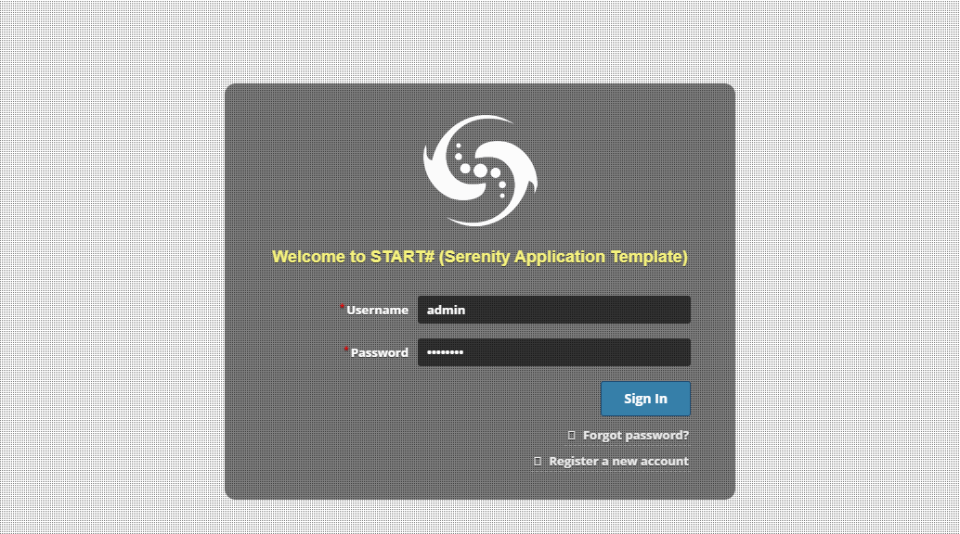 Welcome to START# (Serenity Application Template)
*Username admin
*Password ••••••••
Sign In
Forgot password?
Register a new account